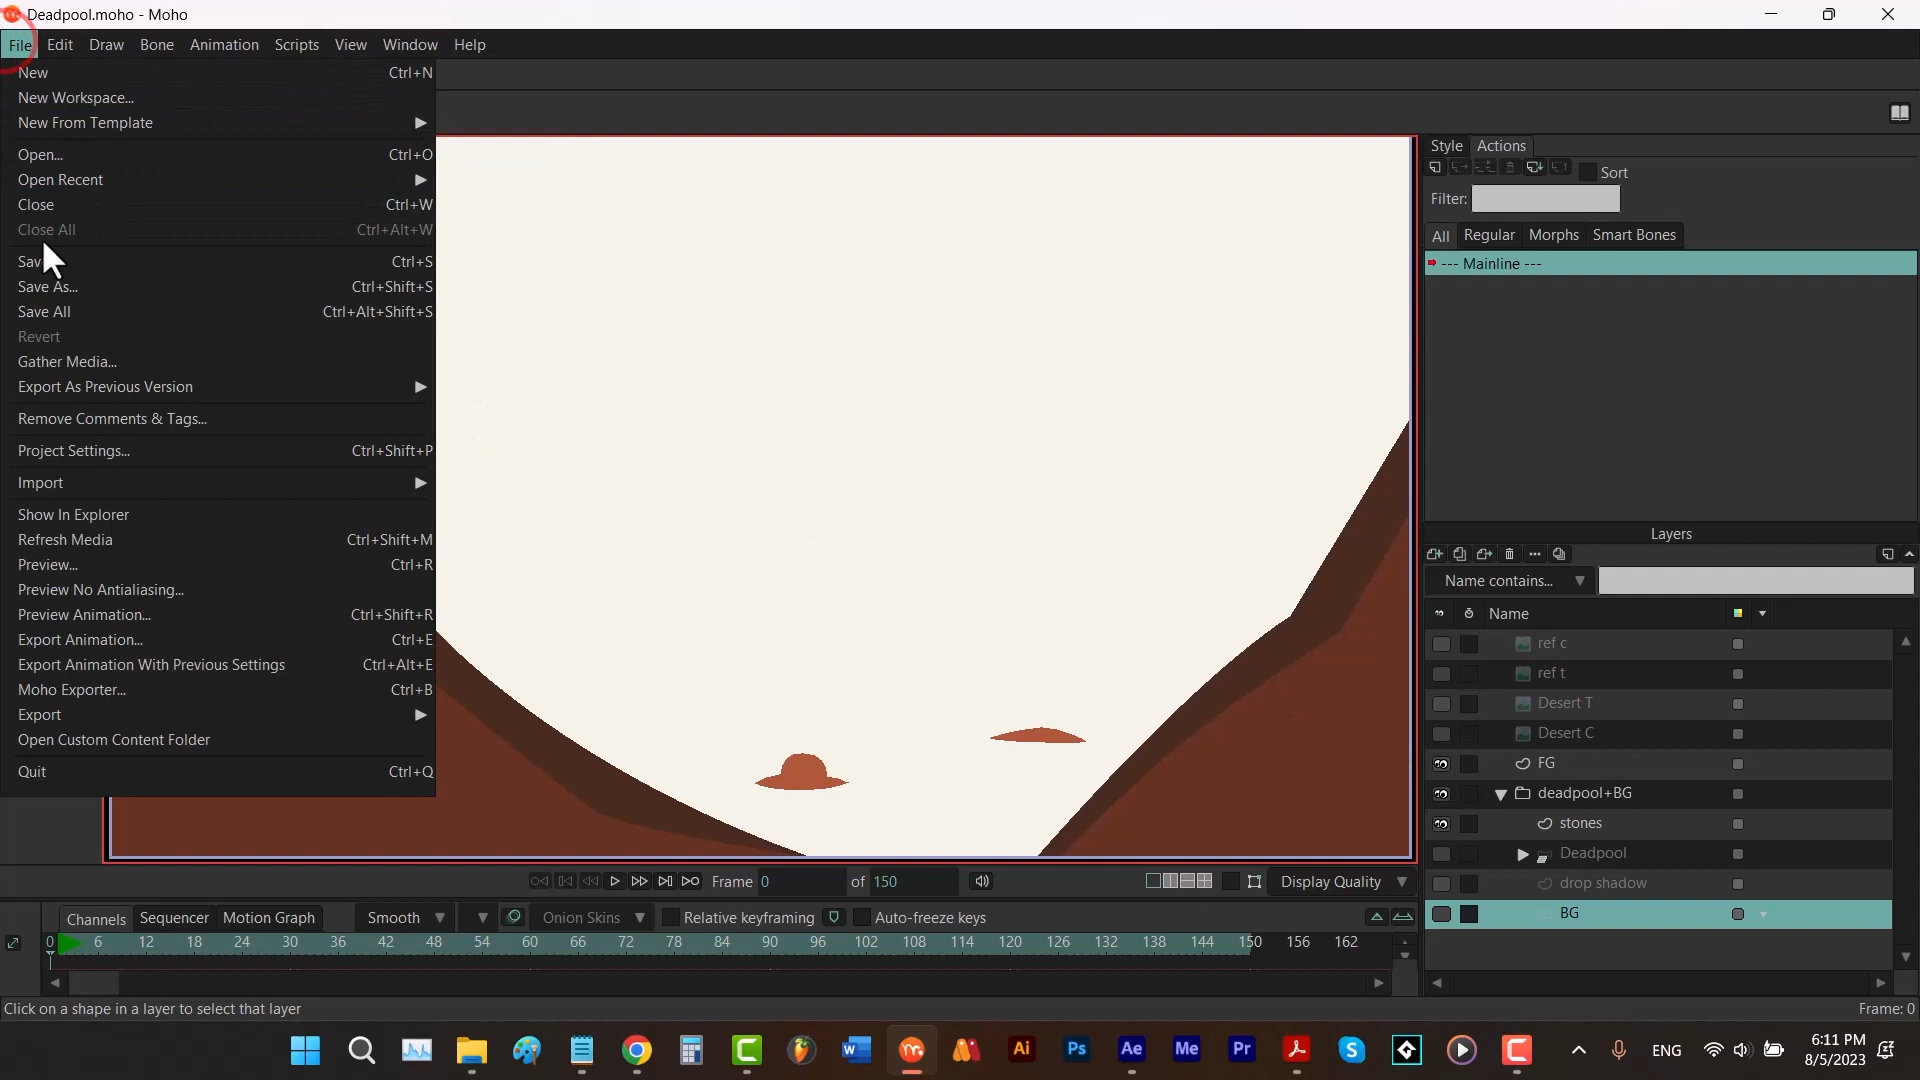 Deadpool.moho - Moho
File Edit Draw Bone Animation Scripts View Window Help
New Ctrl+N
New Workspace...
New From Template
Open... Ctrl+O
Open Recent
Close Ctrl+W
Close All Ctrl+Alt+W
Sav Ctrl+S
Save As... Ctrl+Shift+S
Save All Ctrl+Alt+Shift+S
Revert
Gather Media...
Export As Previous Version
Remove Comments & Tags...
Project Settings... Ctrl+Shift+P
Import
Show In Explorer
Refresh Media Ctrl+Shift+M
Preview... Ctrl+R
Preview No Antialiasing...
Preview Animation... Ctrl+Shift+R
Export Animation... Ctrl+E
Export Animation With Previous Settings Ctrl+Alt+E
Moho Exporter... Ctrl+B
Export
Open Custom Content Folder
Quit Ctrl+Q
Style Actions
Sort
Filter:
All Regular Morphs Smart Bones
--- Mainline ---
Layers
Name contains...
Name
ref c
ref t
Desert T
Desert C
FG
deadpool+BG
stones
Deadpool
drop shadow
BG
Frame 0 of 150 Display Quality
Channels Sequencer Motion Graph Smooth Onion Skins Relative keyframing Auto-freeze keys
0 6 12 18 24 30 36 42 48 54 60 66 72 78 84 90 96 102 108 114 120 126 132 138 144 150 156 162
Click on a shape in a layer to select that layer Frame: 0
Ai Ps Ae Me Pr ENG 6:11 PM
8/5/2023